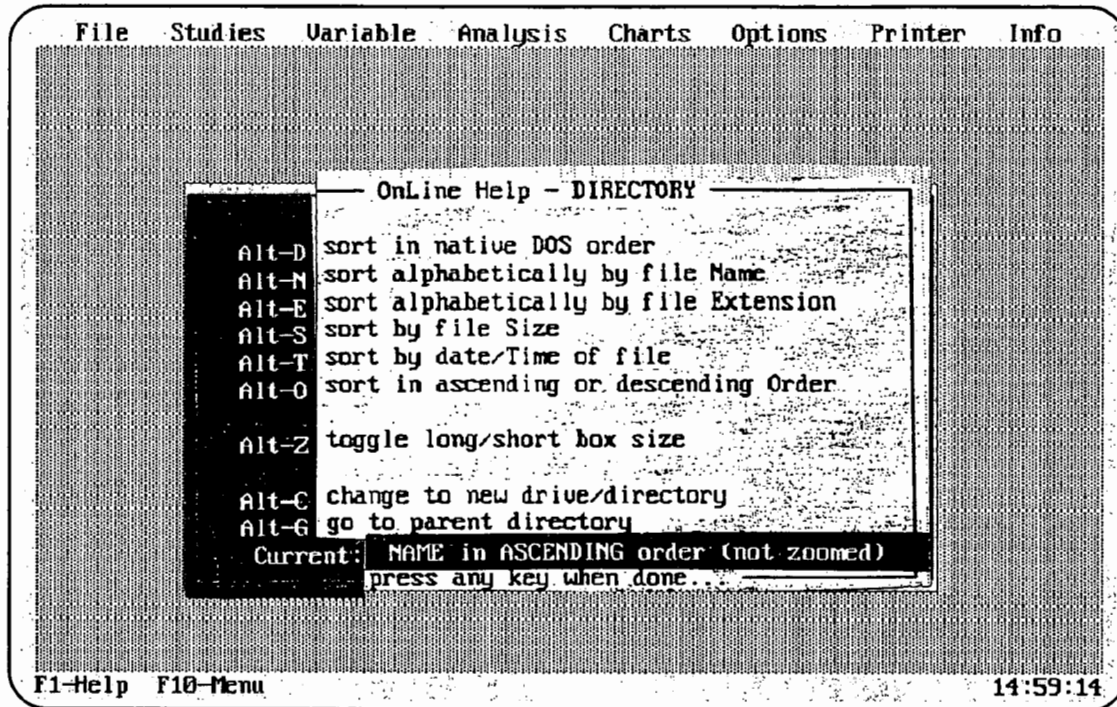 File Studies Variable Analysis Charts Options Printer Info
OnLine Help - DIRECTORY
Alt-D sort in native DOS order
Alt-N sort alphabetically by file Name
Alt-E sort alphabetically by file Extension
Alt-S sort by file Size
Alt-T sort by date/Time of file
Alt-O sort in ascending or descending Order
Alt-Z toggle long/short box size
Alt-C change to new drive/directory
Alt-G go to parent directory
Current: NAME in ASCENDING order (not zoomed)
press any key when done...
F1-Help F10-Menu 14:59:14